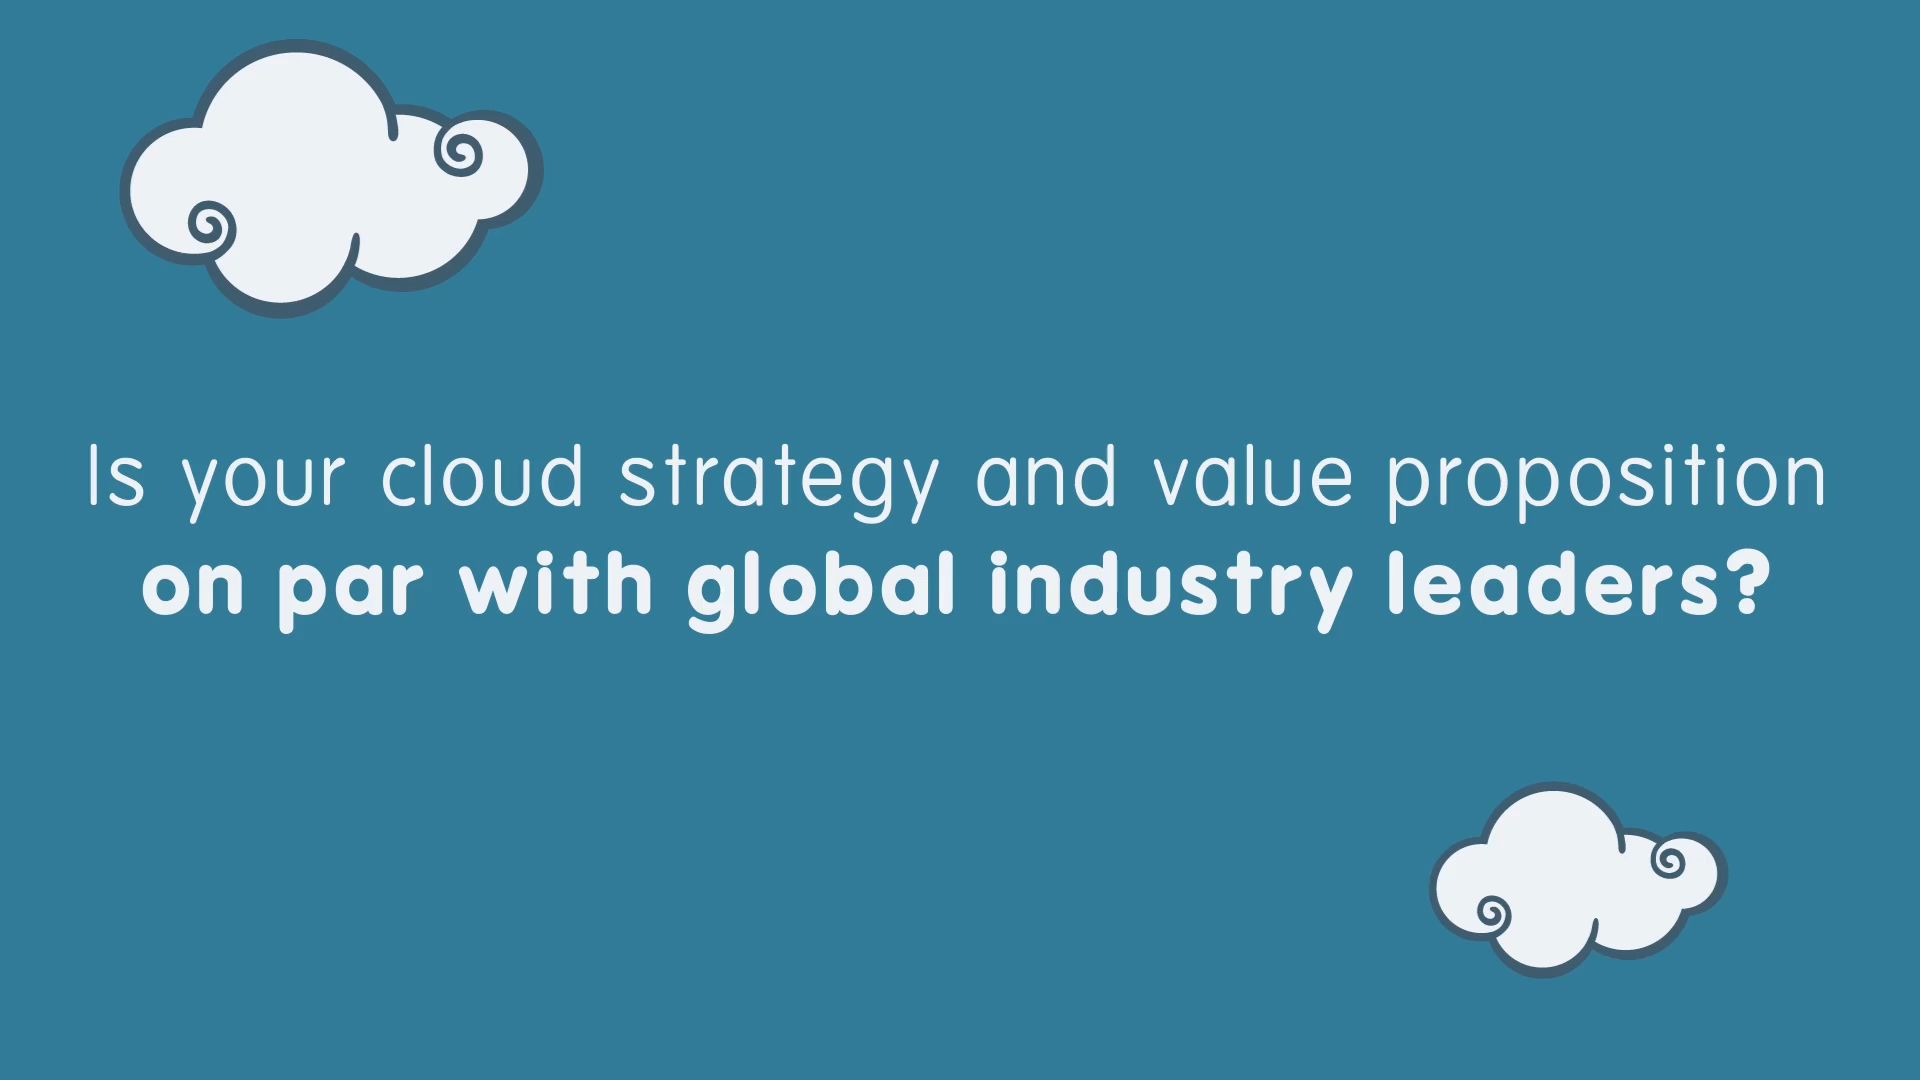 Is your cloud strategy and value proposition
on par with global industry leaders?